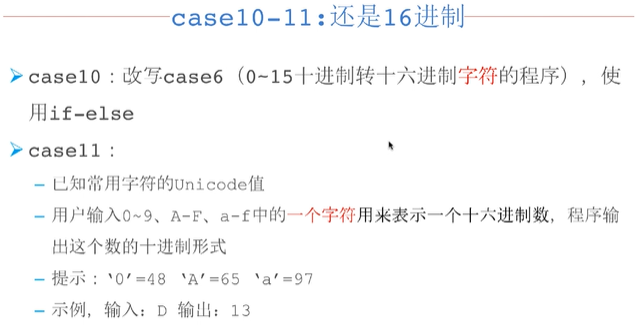 case10-11:还是16进制
case10：改写case6（0~15十进制转十六进制字符的程序），使
用if-else
case11：
– 已知常用字符的Unicode值
– 用户输入0~9、A-F、a-f中的一个字符用来表示一个十六进制数，程序输
出这个数的十进制形式
– 提示：‘0’=48 ‘A’=65 ‘a’=97
– 示例，输入：D 输出：13